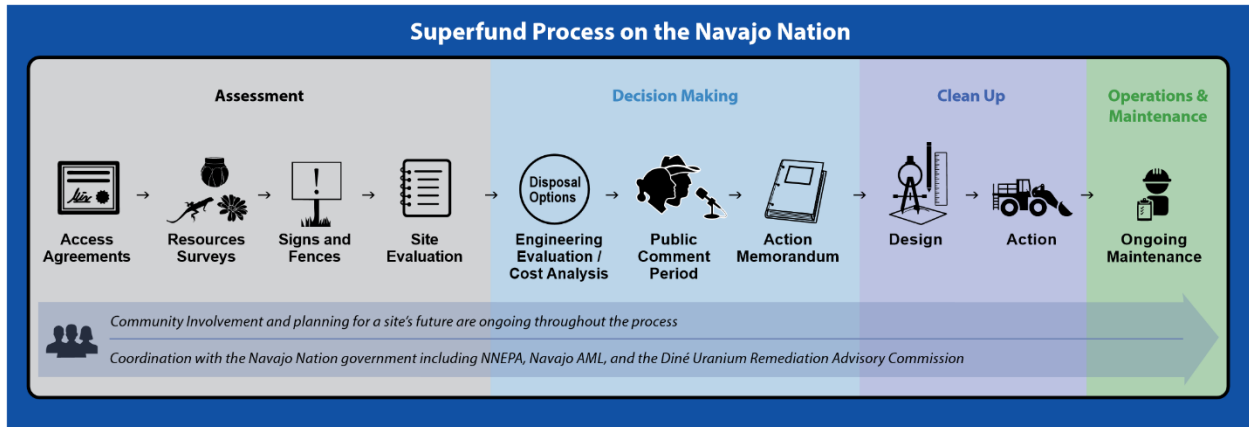 Superfund Process on the Navajo Nation
Assessment
Decision Making
Clean Up
Operations &
Maintenance
!
Disposal
Options
Access
Agreements
Resources
Surveys
Signs and
Fences
Site
Evaluation
Engineering
Evaluation /
Cost Analysis
Public
Comment
Period
Action
Memorandum
Design
Action
Ongoing
Maintenance
Community Involvement and planning for a site's future are ongoing throughout the process
Coordination with the Navajo Nation government including NNEPA, Navajo AML, and the Diné Uranium Remediation Advisory Commission